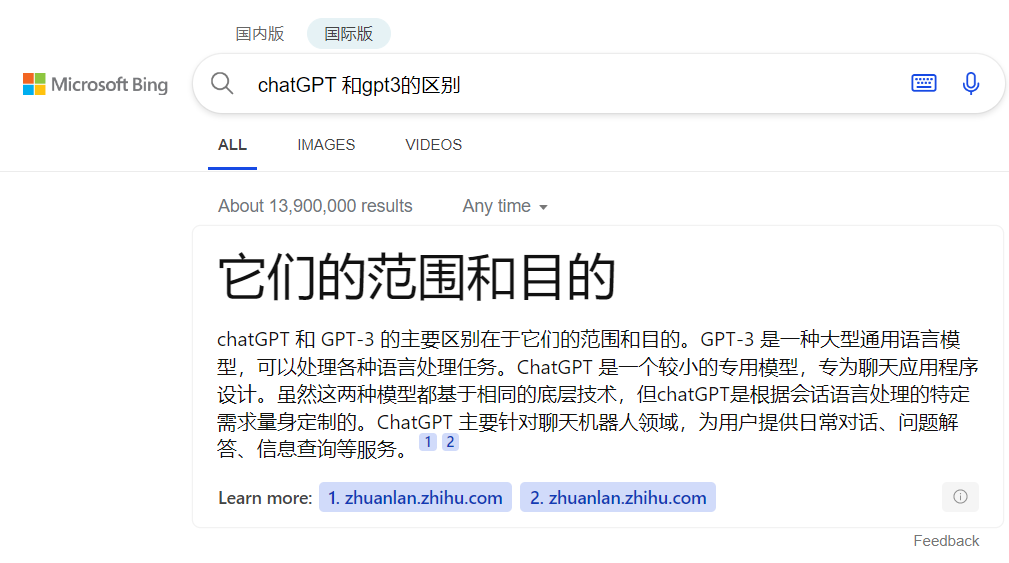 国内版 国际版
Microsoft Bing
chatGPT 和gpt3的区别
ALL IMAGES VIDEOS
About 13,900,000 results Any time
它们的范围和目的
chatGPT 和 GPT-3 的主要区别在于它们的范围和目的。GPT-3 是一种大型通用语言模
型，可以处理各种语言处理任务。ChatGPT 是一个较小的专用模型，专为聊天应用程序
设计。虽然这两种模型都基于相同的底层技术，但chatGPT是根据会话语言处理的特定
需求量身定制的。ChatGPT 主要针对聊天机器人领域，为用户提供日常对话、问题解
答、信息查询等服务。 1 2
Learn more: 1. zhuanlan.zhihu.com 2. zhuanlan.zhihu.com
Feedback